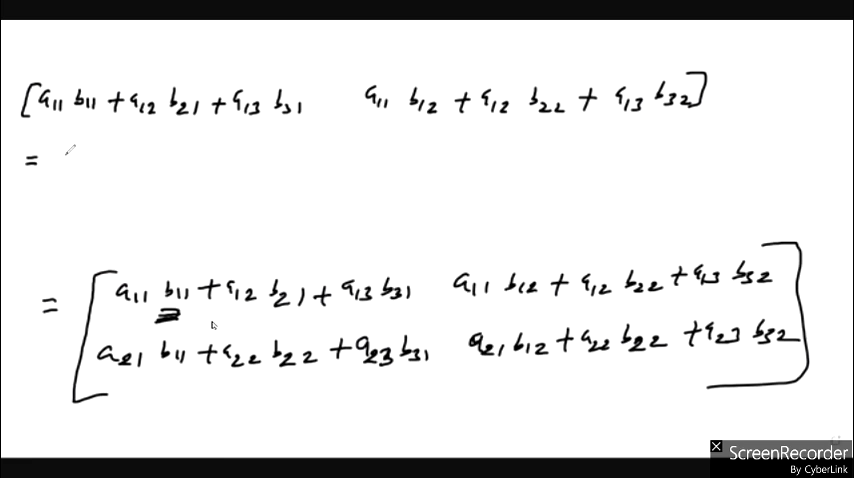 [a11 b11 + a12 b21 + a13 b31 a11 b12 + a12 b22 + a13 b32]
=
= [a11 b11 + a12 b21 + a13 b31 a11 b12 + a12 b22 + a13 b32
a21 b11 + a22 b22 + a23 b31 a21 b12 + a22 b22 + a23 b32]
ScreenRecorder
By CyberLink